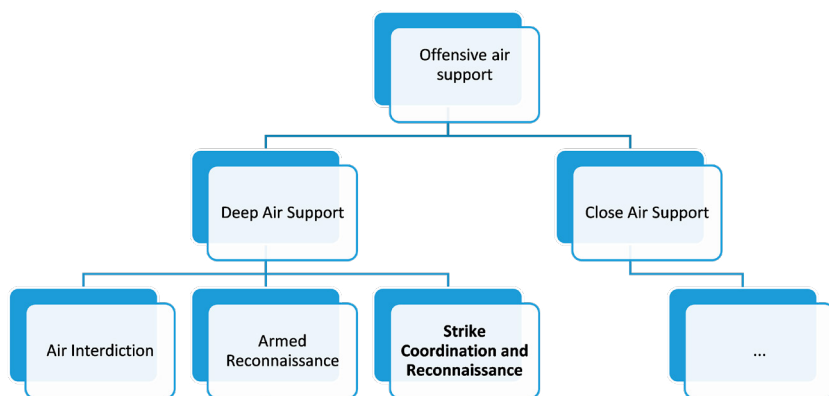 Offensive air
support
Deep Air Support
Close Air Support
Air Interdiction
Armed
Reconnaissance
Strike
Coordination and
Reconnaissance
...